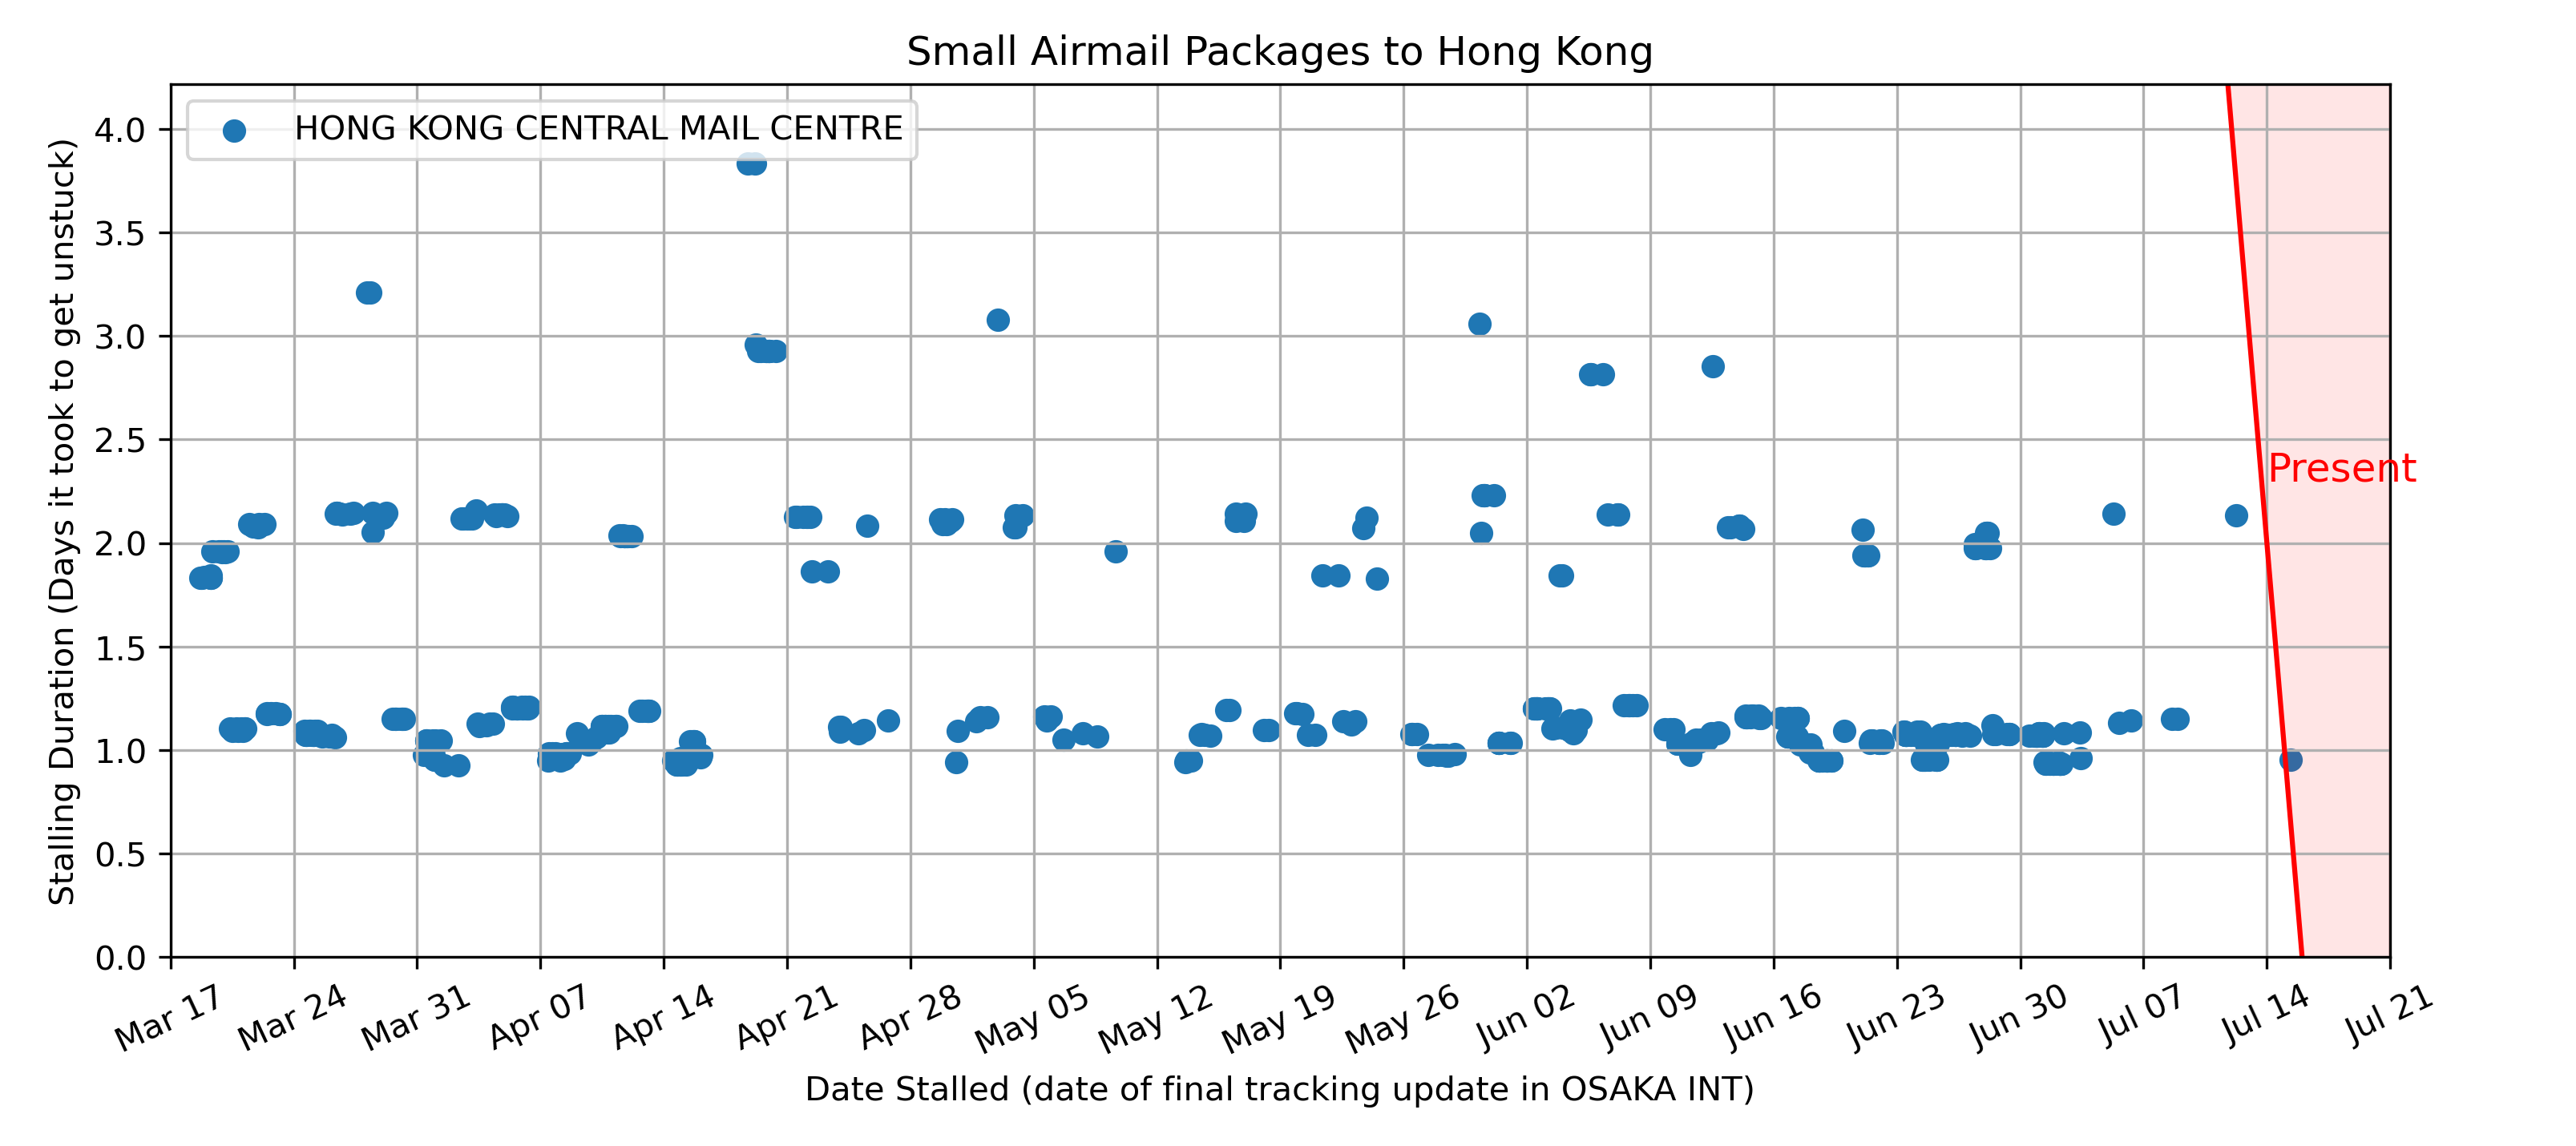 Small Airmail Packages to Hong Kong
HONG KONG CENTRAL MAIL CENTRE
Stalling Duration (Days it took to get unstuck)
4.0
3.5
3.0
2.5
2.0
1.5
1.0
0.5
0.0
Present
Mar 17
Mar 24
Mar 31
Apr 07
Apr 14
Apr 21
Apr 28
May 05
May 12
May 19
May 26
Jun 02
Jun 09
Jun 16
Jun 23
Jun 30
Jul 07
Jul 14
Jul 21
Date Stalled (date of final tracking update in OSAKA INT)